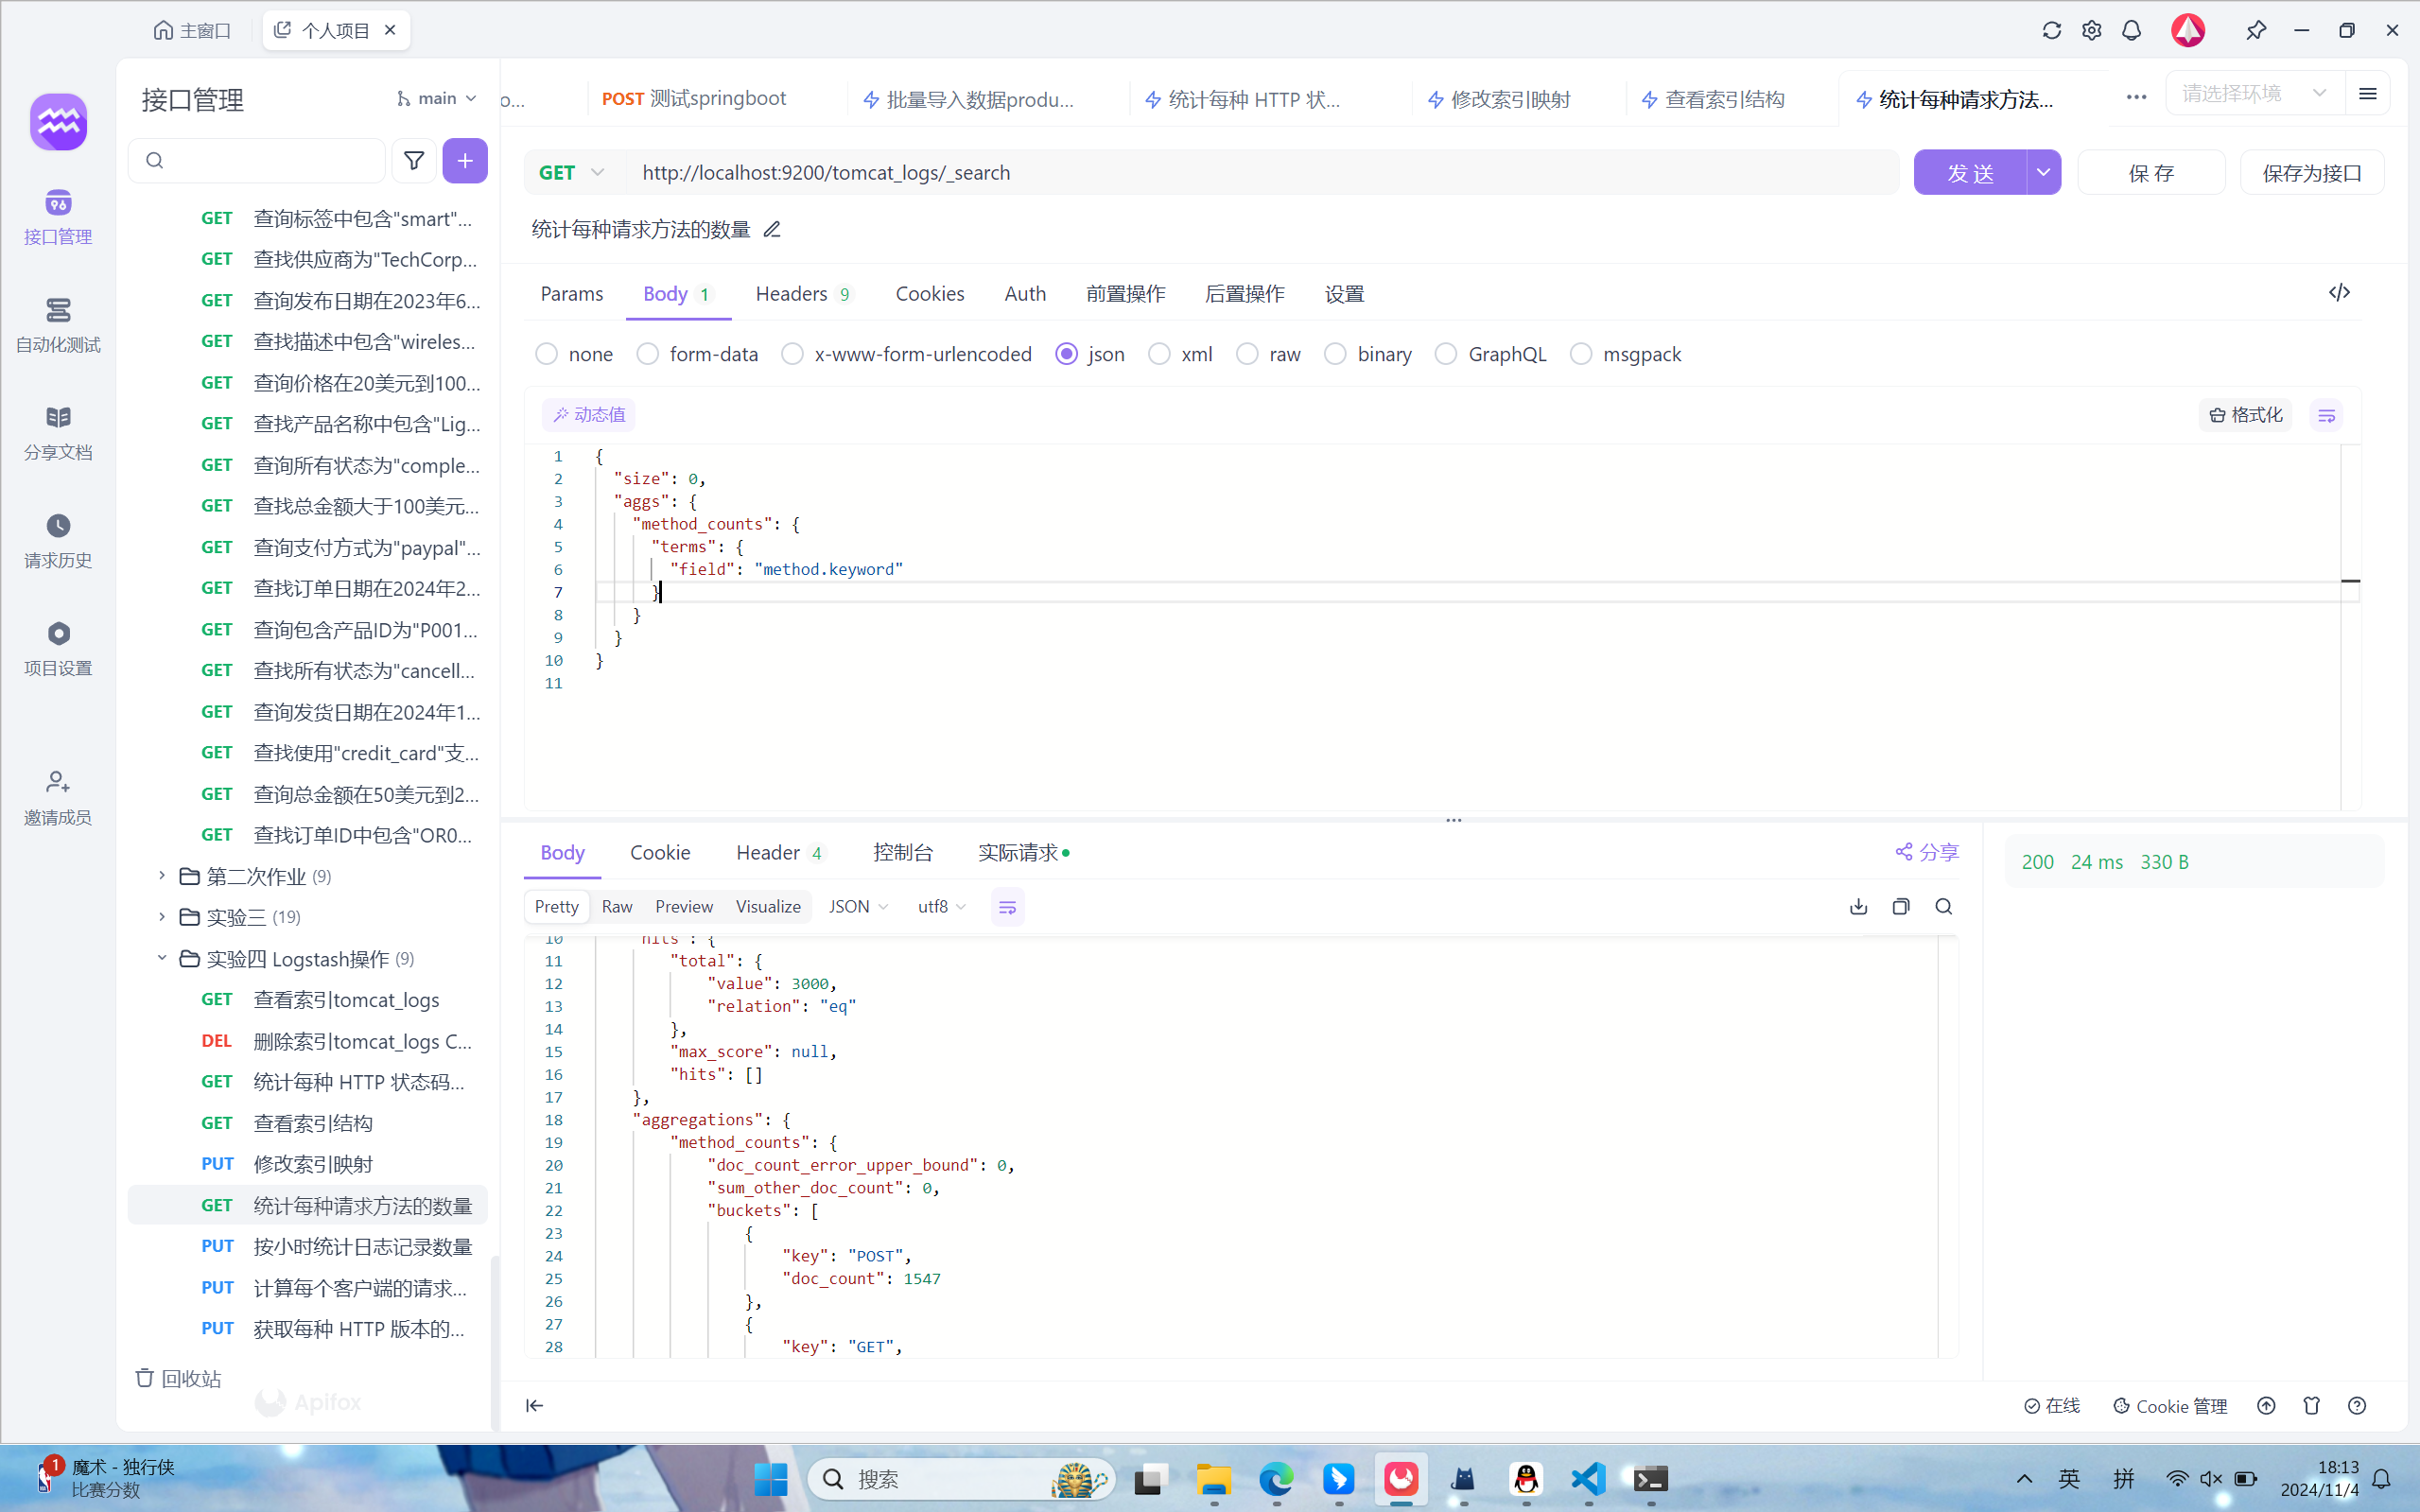 主窗口
个人项目
接口管理
main
o...
POST 测试springboot
批量导入数据produ...
统计每种 HTTP 状...
修改索引映射
查看索引结构
统计每种请求方法...
请选择环境
接口管理
自动化测试
分享文档
请求历史
项目设置
邀请成员
GET 查询标签中包含"smart"...
GET 查找供应商为"TechCorp...
GET 查询发布日期在2023年6...
GET 查找描述中包含"wireles...
GET 查询价格在20美元到100...
GET 查找产品名称中包含"Lig...
GET 查询所有状态为"comple...
GET 查找总金额大于100美元...
GET 查询支付方式为"paypal"...
GET 查找订单日期在2024年2...
GET 查询包含产品ID为"P001...
GET 查找所有状态为"cancell...
GET 查询发货日期在2024年1...
GET 查找使用"credit_card"支...
GET 查询总金额在50美元到2...
GET 查找订单ID中包含"OR0...
第二次作业 (9)
实验三 (19)
实验四 Logstash操作 (9)
GET 查看索引tomcat_logs
DEL 删除索引tomcat_logs C...
GET 统计每种 HTTP 状态码...
GET 查看索引结构
PUT 修改索引映射
GET 统计每种请求方法的数量
PUT 按小时统计日志记录数量
PUT 计算每个客户端的请求...
PUT 获取每种 HTTP 版本的...
回收站
Apifox
GET http://localhost:9200/tomcat_logs/_search
发 送
保 存
保存为接口
统计每种请求方法的数量
Params Body 1 Headers 9 Cookies Auth 前置操作 后置操作 设置
none form-data x-www-form-urlencoded json xml raw binary GraphQL msgpack
动态值
格式化
1 {
2 "size": 0,
3 "aggs": {
4 "method_counts": {
5 "terms": {
6 "field": "method.keyword"
7 }
8 }
9 }
10 }
11
Body Cookie Header 4 控制台 实际请求
分享
200 24 ms 330 B
Pretty Raw Preview Visualize JSON utf8
10 "hits": {
11 "total": {
12 "value": 3000,
13 "relation": "eq"
14 },
15 "max_score": null,
16 "hits": []
17 },
18 "aggregations": {
19 "method_counts": {
20 "doc_count_error_upper_bound": 0,
21 "sum_other_doc_count": 0,
22 "buckets": [
23 {
24 "key": "POST",
25 "doc_count": 1547
26 },
27 {
28 "key": "GET",
在线
Cookie 管理
1
魔术 - 独行侠
比赛分数
搜索
英
拼
18:13
2024/11/4